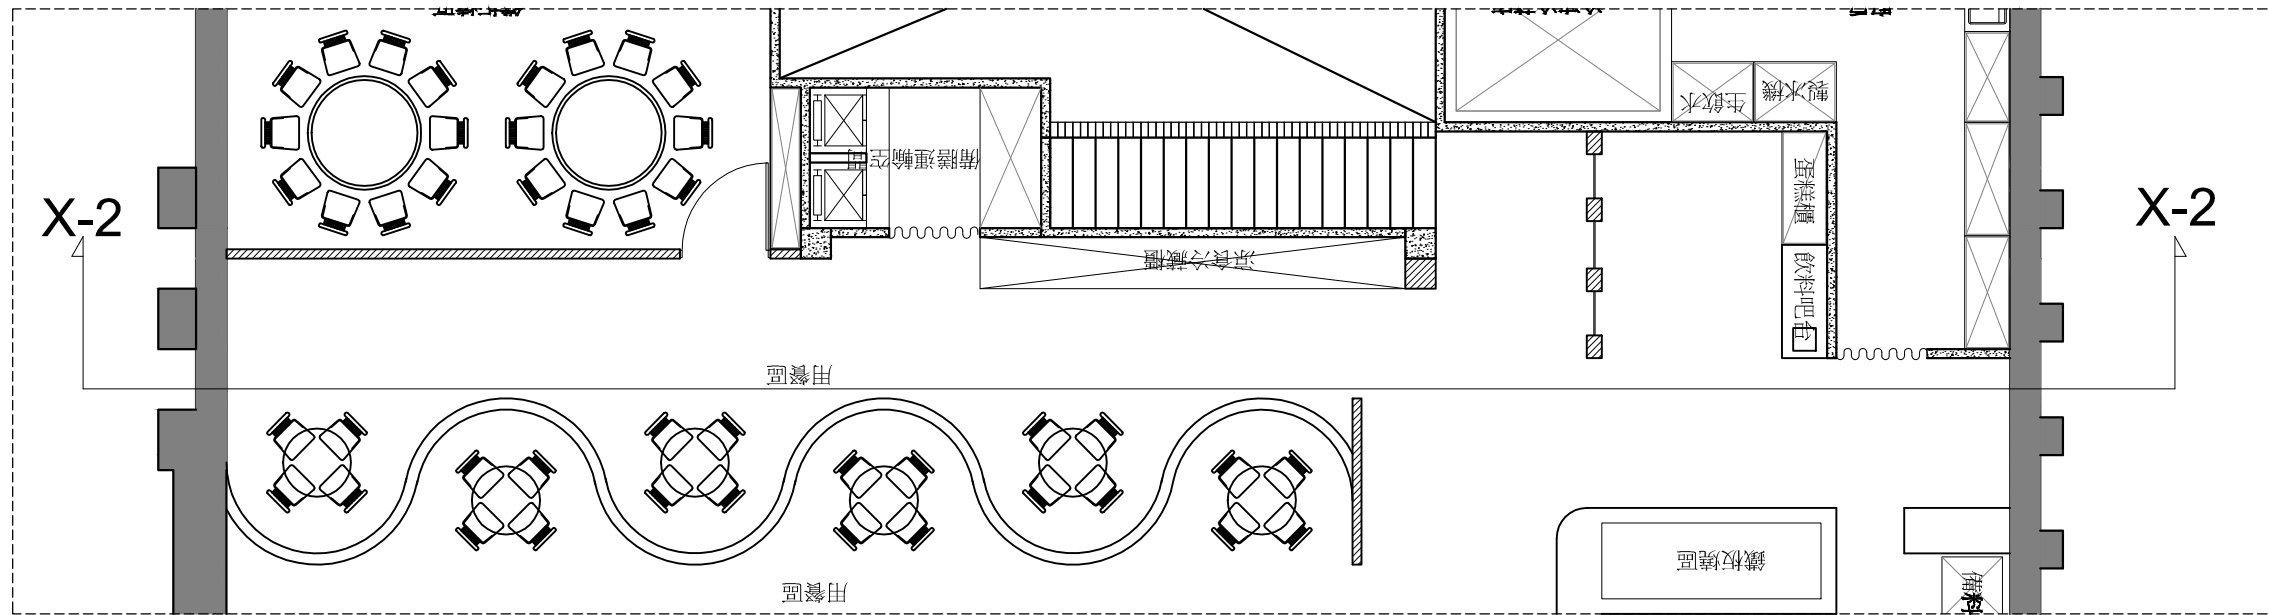 製冰機
生飲水
備膳運輸空間
蛋糕櫃
X-2
X-2
涼食冷藏櫃
飲料吧台
用餐區
鐵板燒區
備料
用餐區